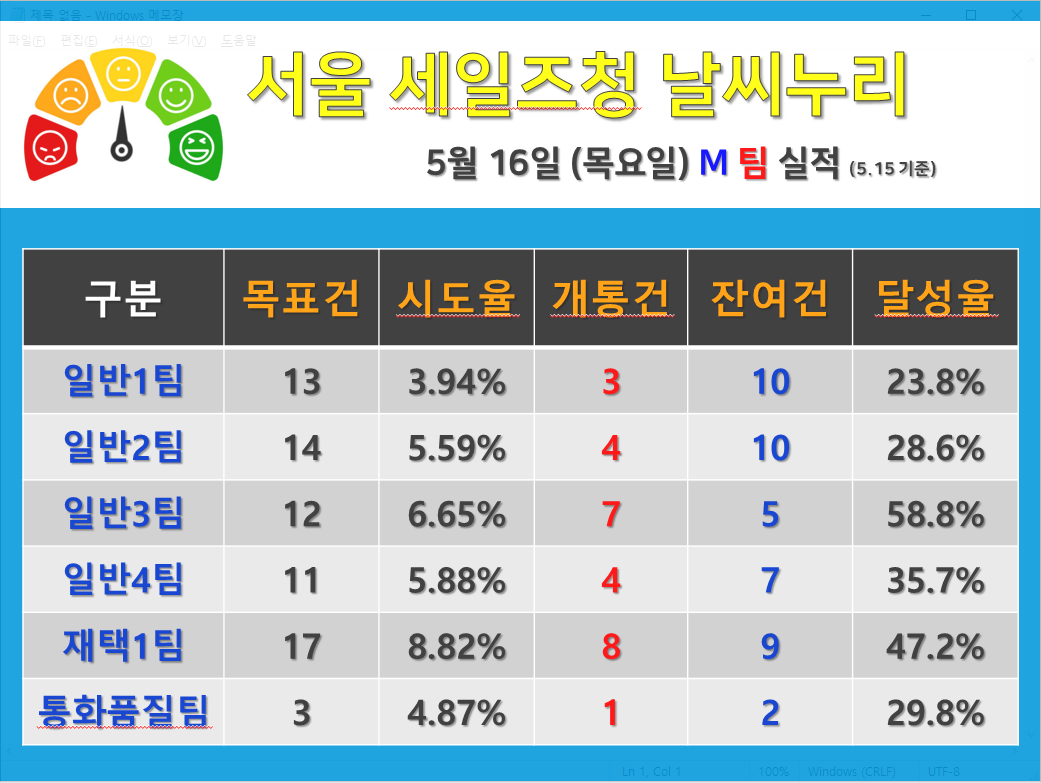 제목 없음 - Windows 메모장
파일(F) 편집(E) 서식(O) 보기(V) 도움말
서울 세일즈청 날씨누리
5월 16일 (목요일) M 팀 실적 (5.15 기준)
구분 목표건 시도율 개통건 잔여건 달성율
일반1팀 13 3.94% 3 10 23.8%
일반2팀 14 5.59% 4 10 28.6%
일반3팀 12 6.65% 7 5 58.8%
일반4팀 11 5.88% 4 7 35.7%
재택1팀 17 8.82% 8 9 47.2%
통화품질팀 3 4.87% 1 2 29.8%
Ln 1, Col 1 100% Windows (CRLF) UTF-8